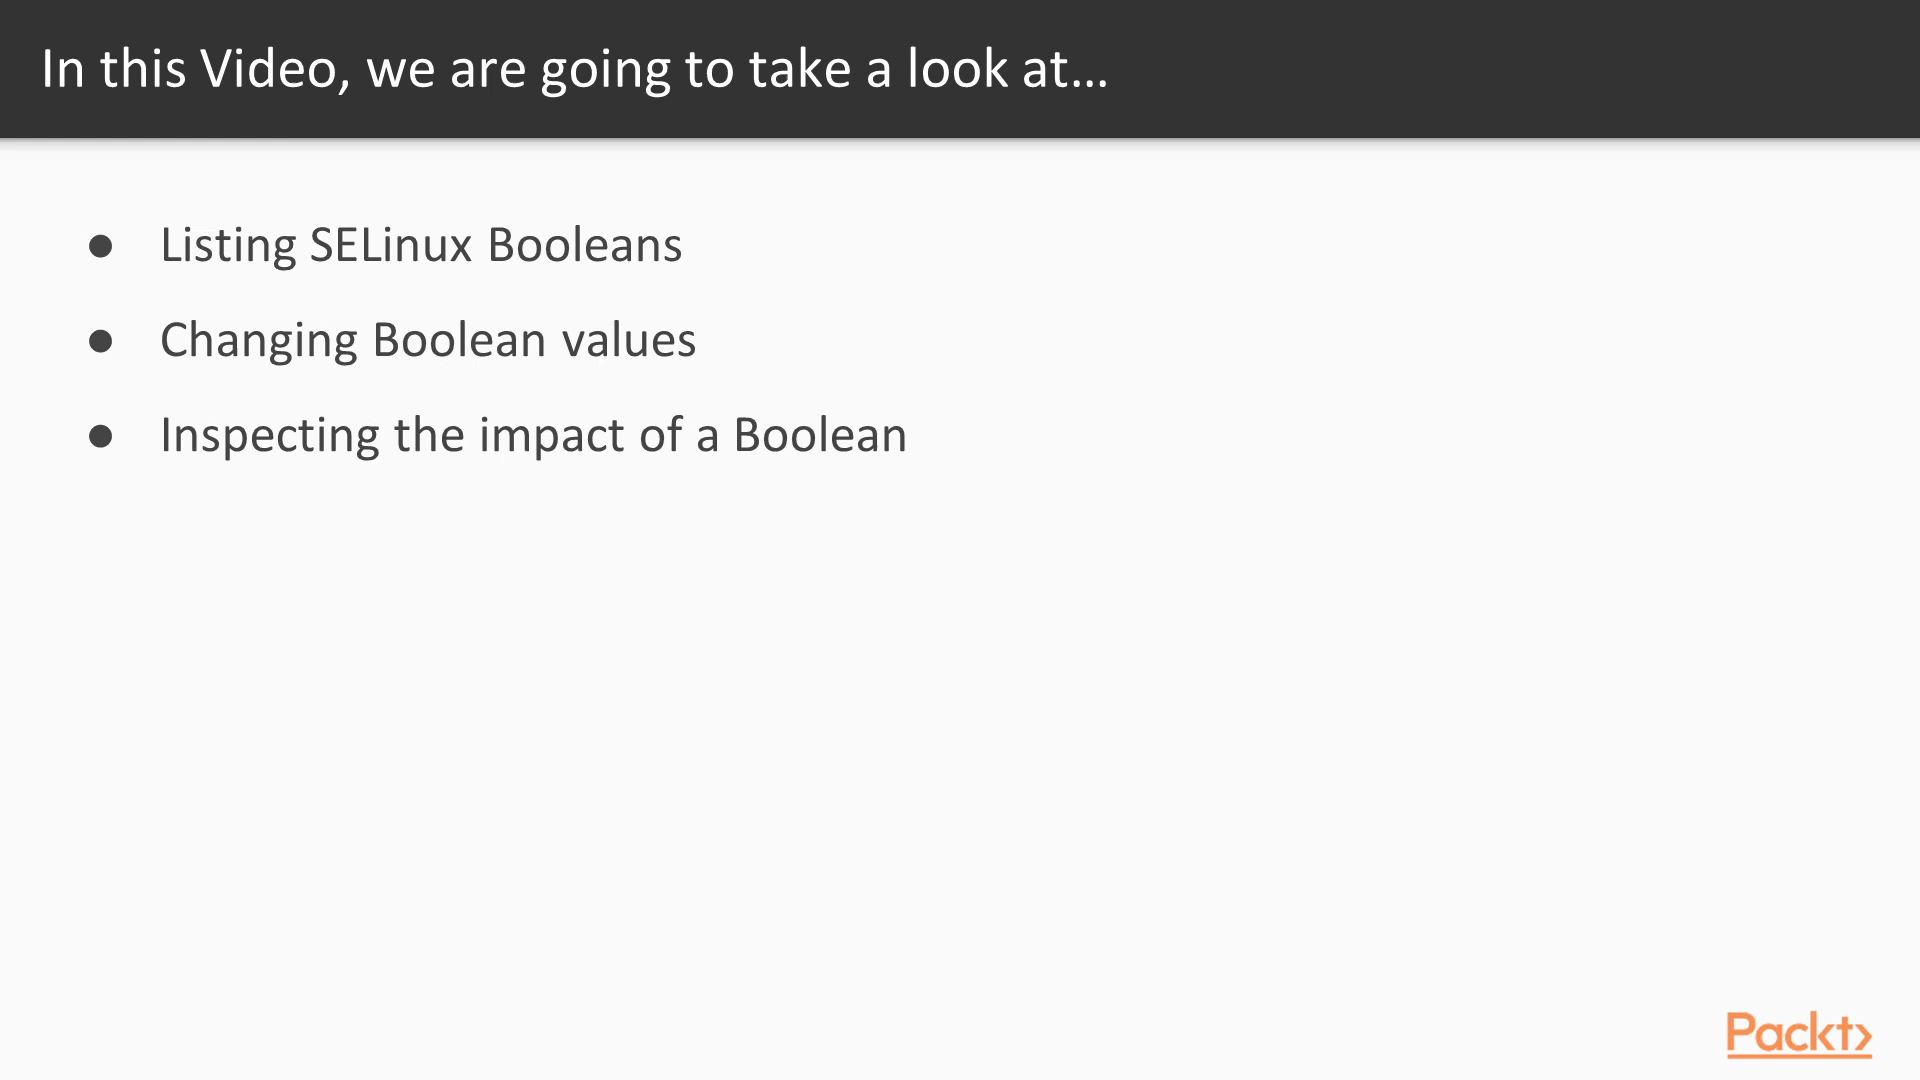 In this Video, we are going to take a look at...
● Listing SELinux Booleans
● Changing Boolean values
● Inspecting the impact of a Boolean
Packt>